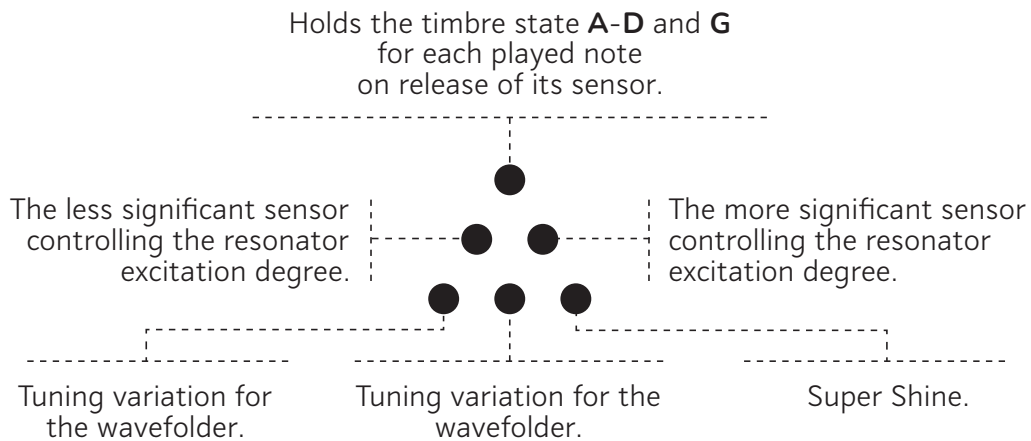 Holds the timbre state A-D and G
for each played note
on release of its sensor.
The less significant sensor
controlling the resonator
excitation degree.
The more significant sensor
controlling the resonator
excitation degree.
Tuning variation for
the wavefolder.
Tuning variation for the
wavefolder.
Super Shine.